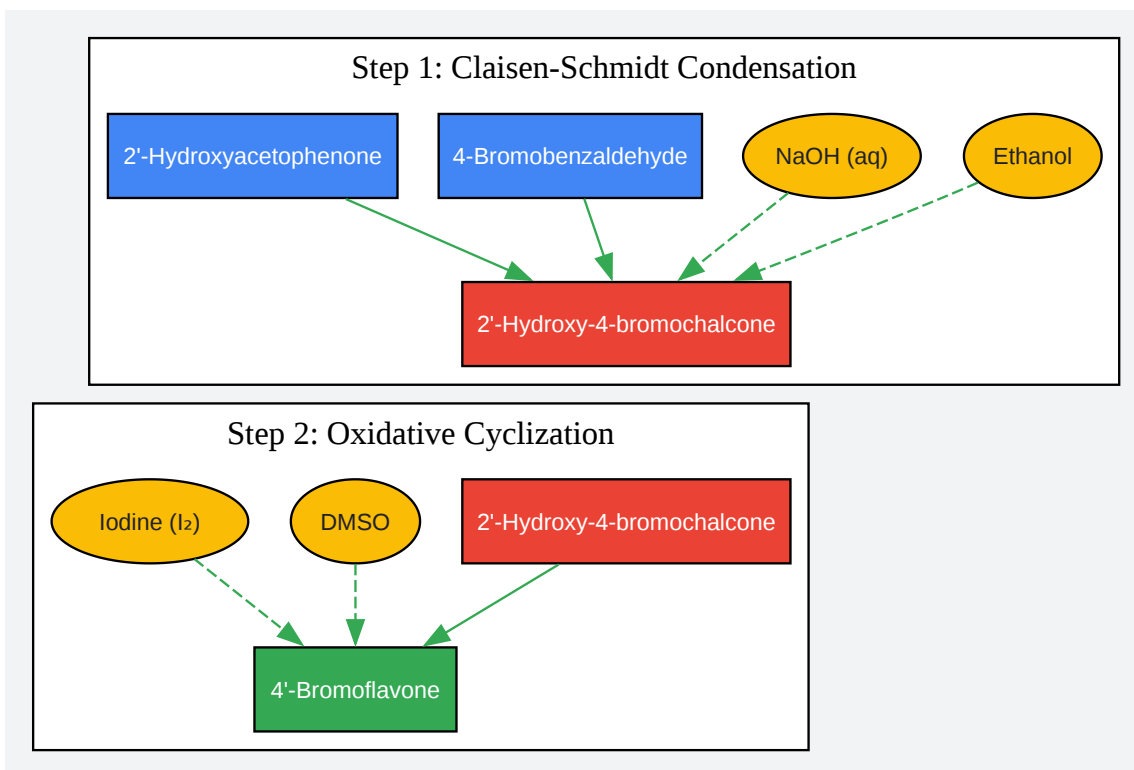 Step 1: Claisen-Schmidt Condensation
2'-Hydroxyacetophenone
4-Bromobenzaldehyde
NaOH (aq)
Ethanol
2'-Hydroxy-4-bromochalcone
Step 2: Oxidative Cyclization
Iodine (I₂)
DMSO
2'-Hydroxy-4-bromochalcone
4'-Bromoflavone